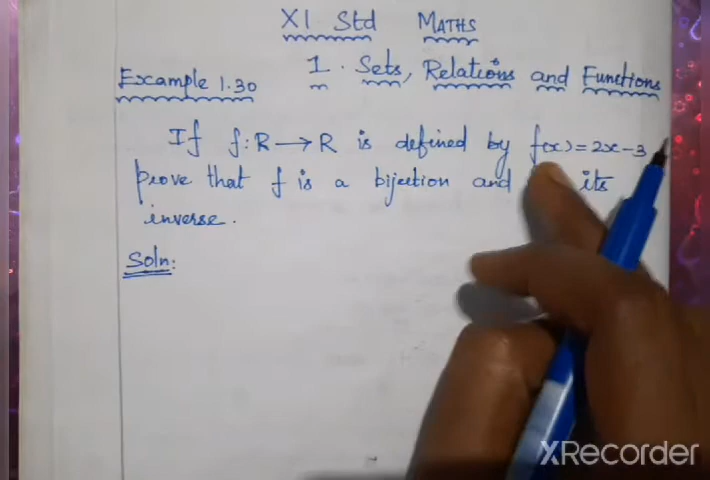 XI Std Maths
1. Sets, Relations and Functions
Example 1.30
If f: R → R is defined by f(x) = 2x - 3
prove that f is a bijection and its
inverse.
Soln:
XRecorder